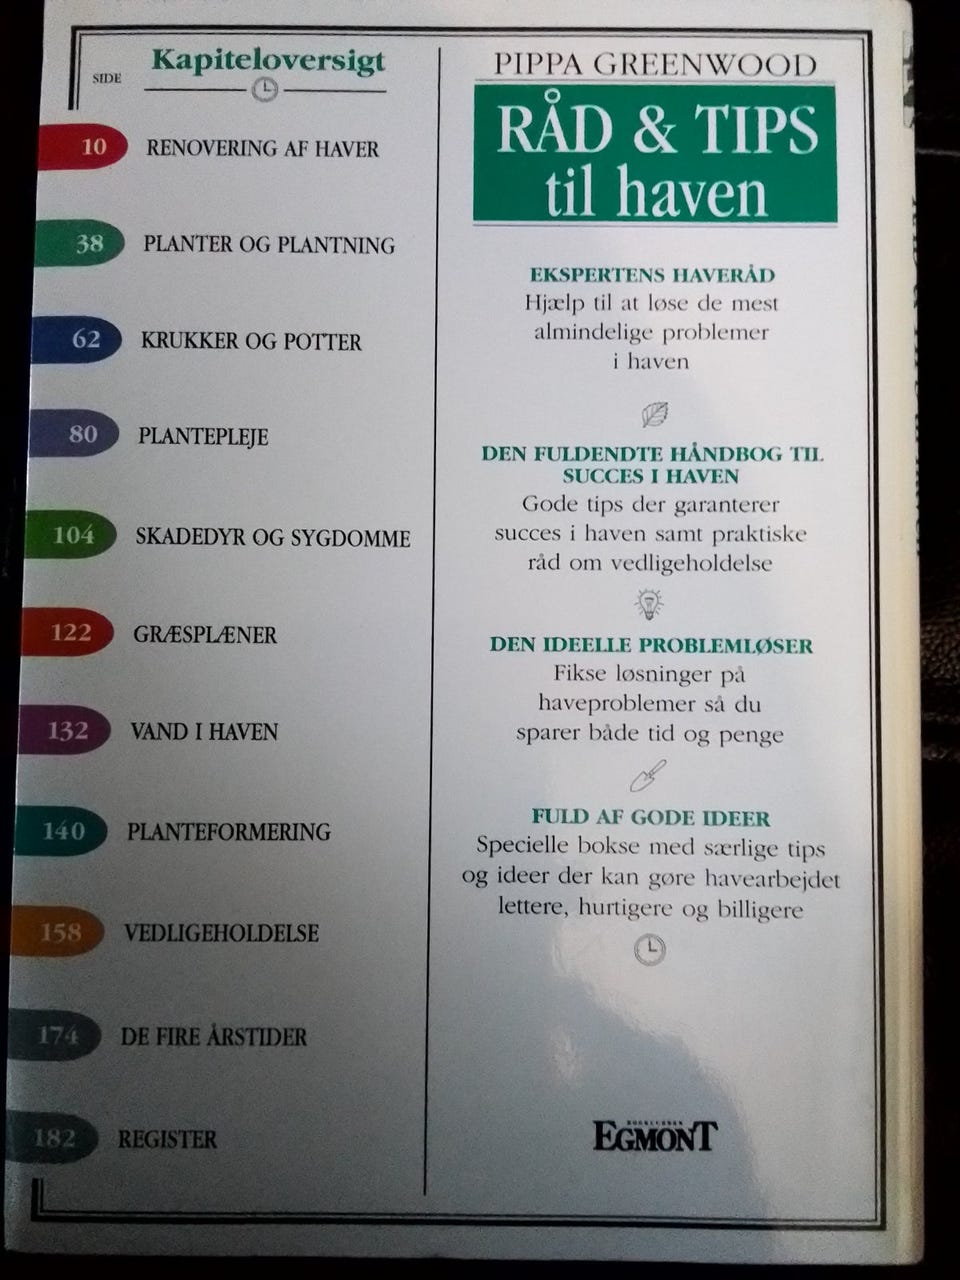 Kapiteloversigt
SIDE
10 RENOVERING AF HAVER
38 PLANTER OG PLANTNING
62 KRUKKER OG POTTER
80 PLANTEPLEJE
104 SKADEDYR OG SYGDOMME
122 GRÆSPLÆNER
132 VAND I HAVEN
140 PLANTEFORMERING
158 VEDLIGEHOLDELSE
174 DE FIRE ÅRSTIDER
182 REGISTER
PIPPA GREENWOOD
RÅD & TIPS
til haven
EKSPERTENS HAVERÅD
Hjælp til at løse de mest
almindelige problemer
i haven
DEN FULDENDTE HÅNDBOG TIL
SUCCES I HAVEN
Gode tips der garanterer
succes i haven samt praktiske
råd om vedligeholdelse
DEN IDEELLE PROBLEMLØSER
Fikse løsninger på
haveproblemer så du
sparer både tid og penge
FULD AF GODE IDEER
Specielle bokse med særlige tips
og ideer der kan gøre havearbejdet
lettere, hurtigere og billigere
EGMONT